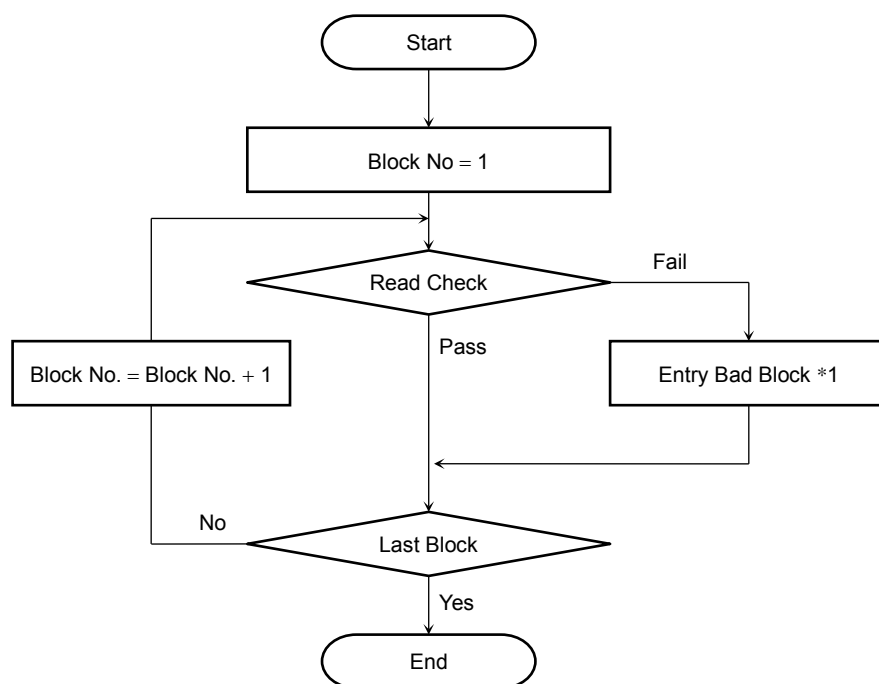 Start
Block No = 1
Read Check
Fail
Pass
Block No. = Block No. + 1
Entry Bad Block *1
No
Last Block
Yes
End